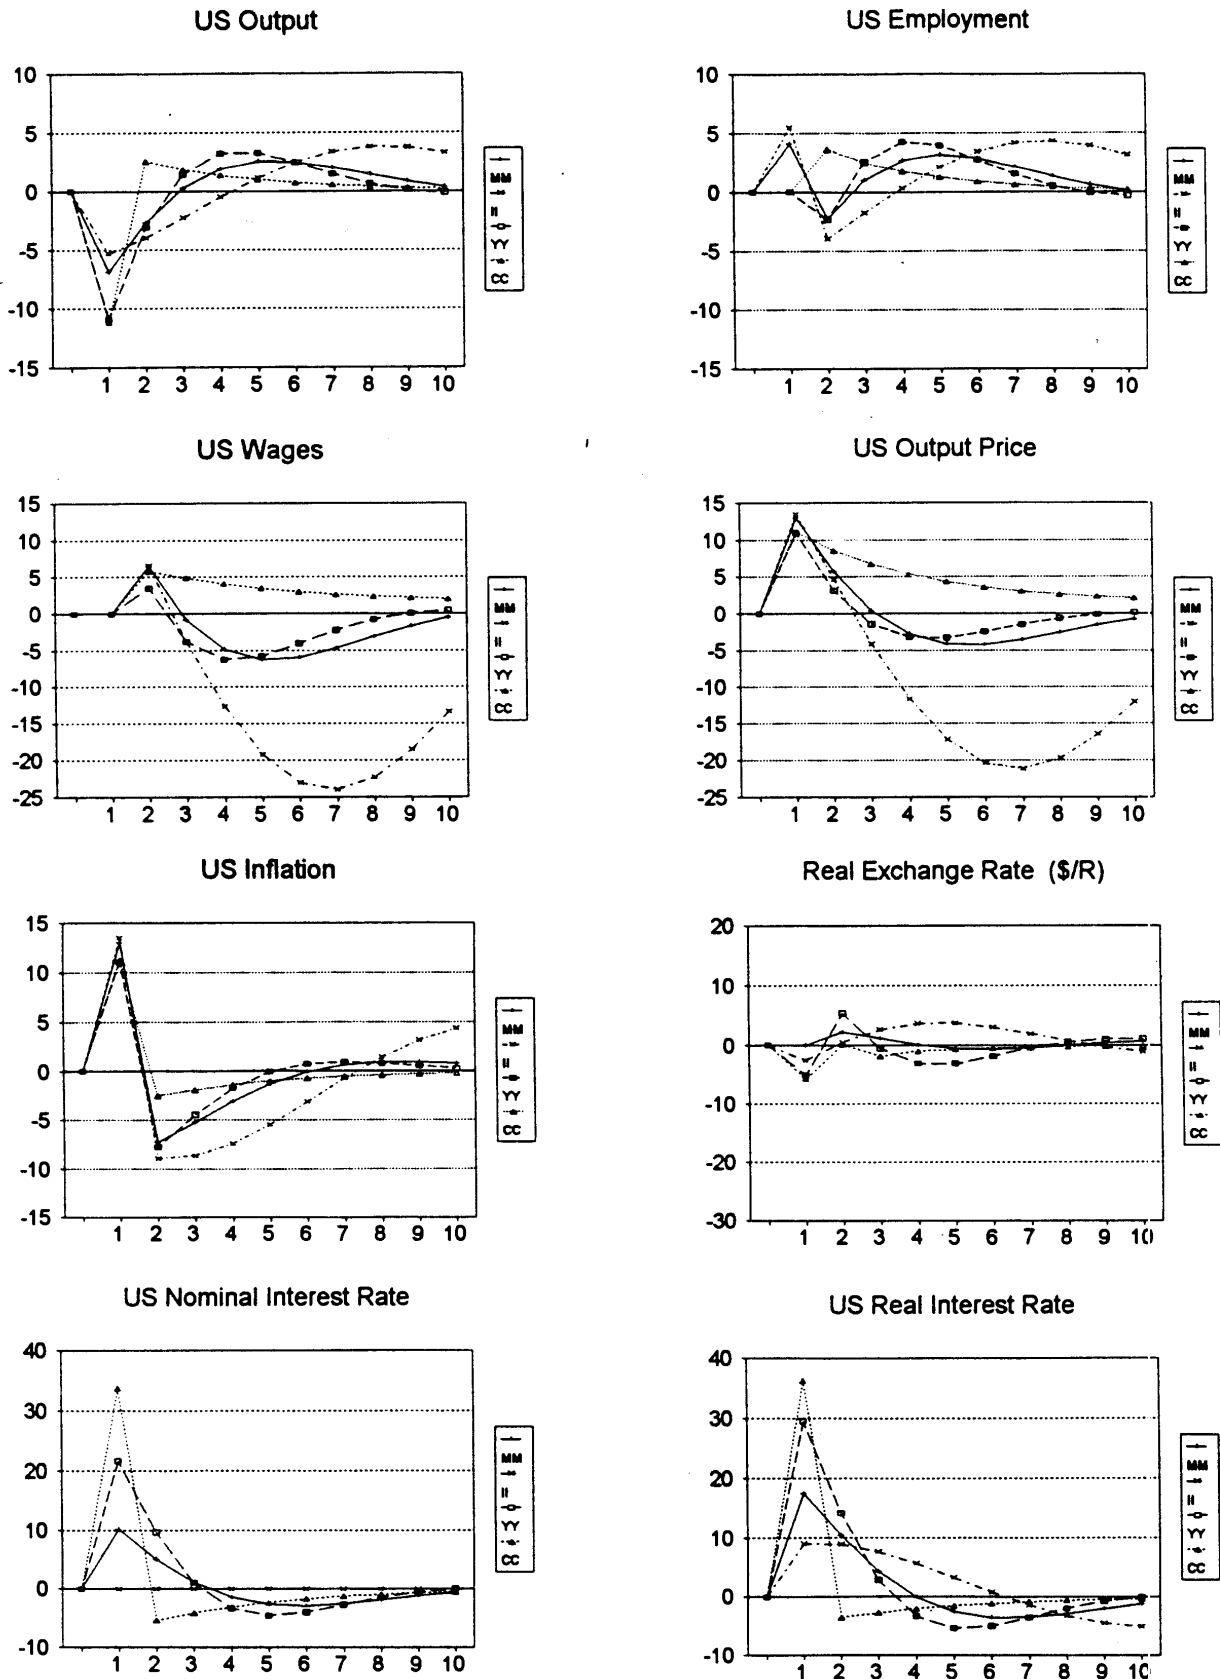 US Output
10
5
0
-5
-10
-15
1 2 3 4 5 6 7 8 9 10
MM
II
YY
CC
US Employment
10
5
0
-5
-10
-15
1 2 3 4 5 6 7 8 9 10
MM
II
YY
CC
US Wages
15
10
5
0
-5
-10
-15
-20
-25
1 2 3 4 5 6 7 8 9 10
MM
II
YY
CC
US Output Price
15
10
5
0
-5
-10
-15
-20
-25
1 2 3 4 5 6 7 8 9 10
MM
II
YY
CC
US Inflation
15
10
5
0
-5
-10
-15
1 2 3 4 5 6 7 8 9 10
MM
II
YY
CC
Real Exchange Rate ($/R)
20
10
0
-10
-20
-30
1 2 3 4 5 6 7 8 9 10
MM
II
YY
CC
US Nominal Interest Rate
40
30
20
10
0
-10
1 2 3 4 5 6 7 8 9 10
MM
II
YY
CC
US Real Interest Rate
40
30
20
10
0
-10
1 2 3 4 5 6 7 8 9 10
MM
II
YY
CC